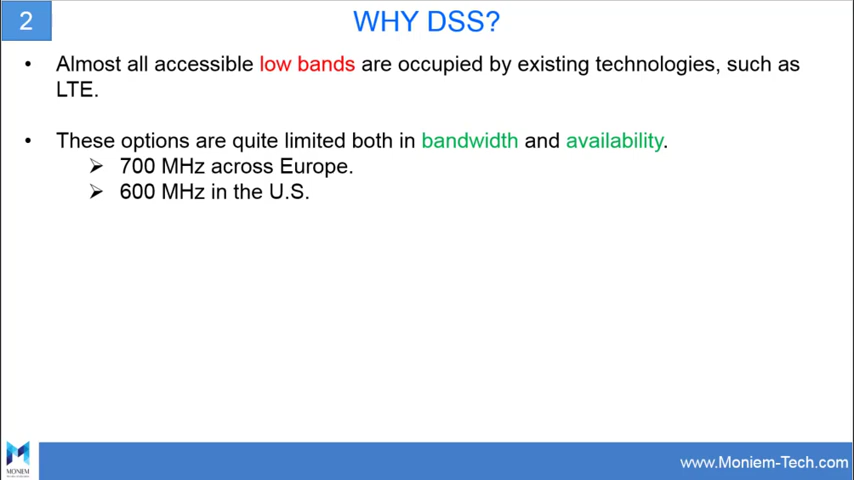 2
WHY DSS?
• Almost all accessible low bands are occupied by existing technologies, such as
LTE.
• These options are quite limited both in bandwidth and availability.
➢ 700 MHz across Europe.
➢ 600 MHz in the U.S.
MONIEM
www.Moniem-Tech.com